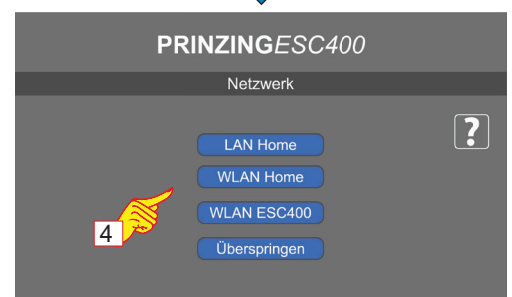 PRINZINGESC400
Netzwerk
?
LAN Home
WLAN Home
WLAN ESC400
Überspringen
4